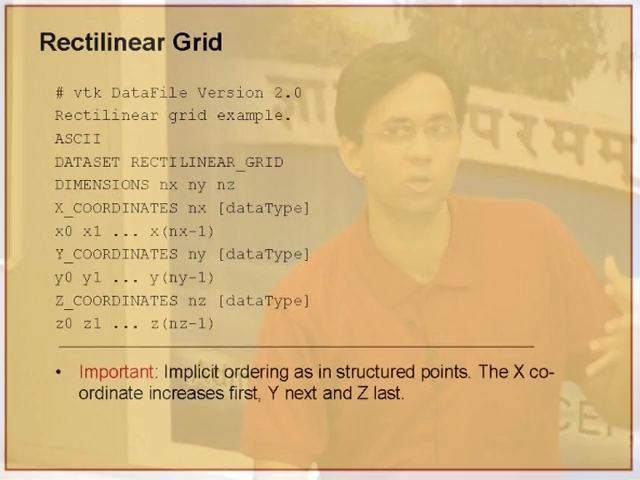 Rectilinear Grid
# vtk DataFile Version 2.0
Rectilinear grid example.
ASCII
DATASET RECTILINEAR_GRID
DIMENSIONS nx ny nz
X_COORDINATES nx [dataType]
x0 x1 ... x(nx-1)
Y_COORDINATES ny [dataType]
y0 y1 ... y(ny-1)
Z_COORDINATES nz [dataType]
z0 z1 ... z(nz-1)
• Important: Implicit ordering as in structured points. The X co-
ordinate increases first, Y next and Z last.